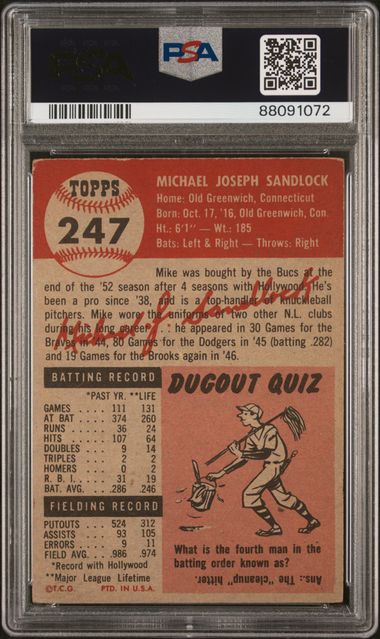 PSA
88091072
TOPPS
247
MICHAEL JOSEPH SANDLOCK
Home: Old Greenwich, Connecticut
Born: Oct. 17, '16, Old Greenwich, Con.
Ht.: 6'1" — Wt.: 185
Bats: Left & Right — Throws: Right
Mike was bought by the Bucs at the
end of the '52 season after 4 seasons with Hollywood. He's
been a pro since '38, and is a top-handler of knuckleball
pitchers. Mike wore the uniforms of two other N.L. clubs
during his long career . . : he appeared in 30 Games for the
Braves in '44, 80 Games for the Dodgers in '45 (batting .282)
and 19 Games for the Brooks again in '46.
Michael J. Sandlock
BATTING RECORD
*PAST YR. **LIFE
GAMES 111 131
AT BAT 374 260
RUNS 36 24
HITS 107 64
DOUBLES 9 14
TRIPLES 2 2
HOMERS 0 2
R. B. I. 31 19
BAT. AVG. .286 .246
FIELDING RECORD
PUTOUTS 524 312
ASSISTS 93 105
ERRORS 9 11
FIELD AVG. .986 .974
*Record with Hollywood
**Major League Lifetime
©T.C.G. PTD. IN U.S.A.
DUGOUT QUIZ
What is the fourth man in the
batting order known as?
Ans.. The "cleanup" hitter.